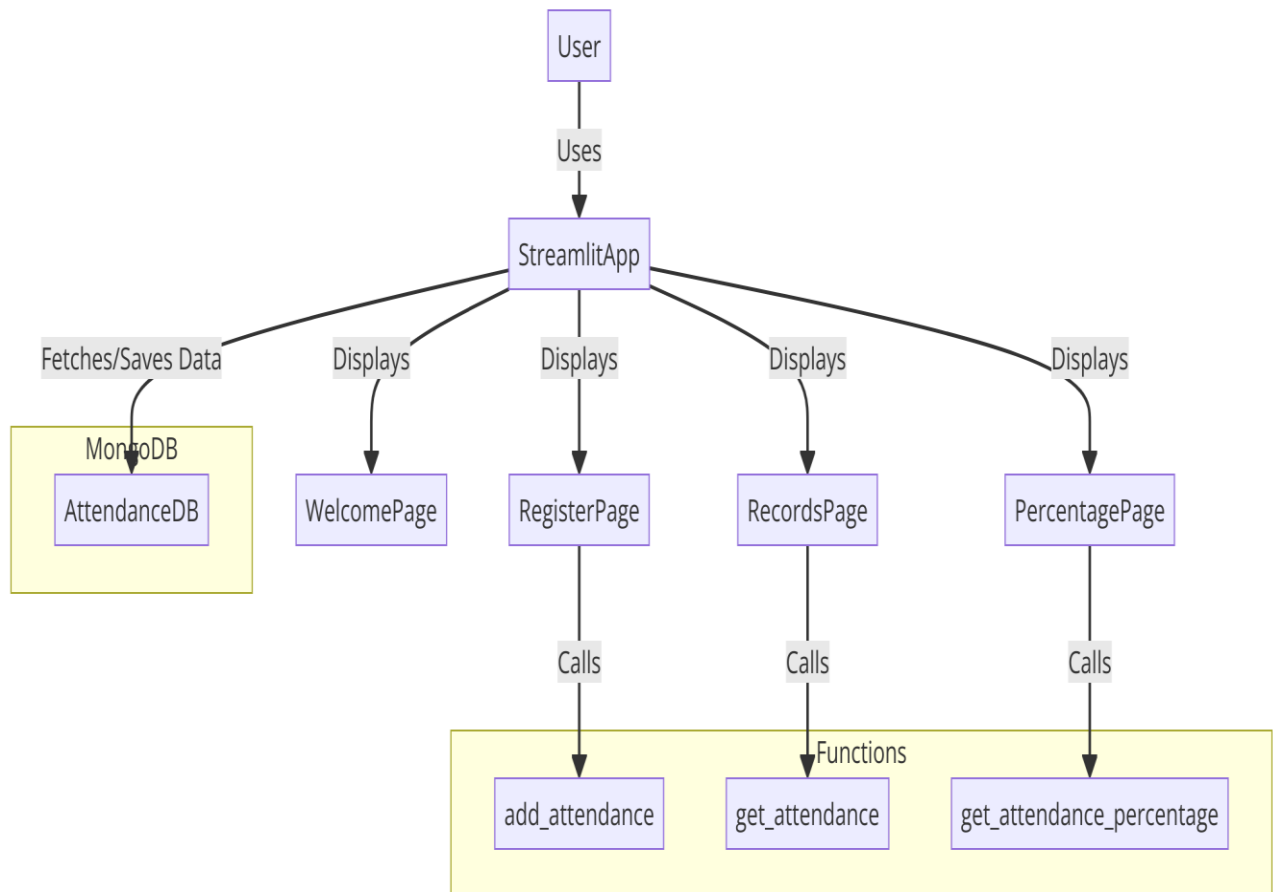 User
Uses
StreamlitApp
Fetches/Saves Data
Displays
Displays
Displays
Displays
MongoDB
AttendanceDB
WelcomePage
RegisterPage
RecordsPage
PercentagePage
Calls
Calls
Calls
Functions
add_attendance
get_attendance
get_attendance_percentage